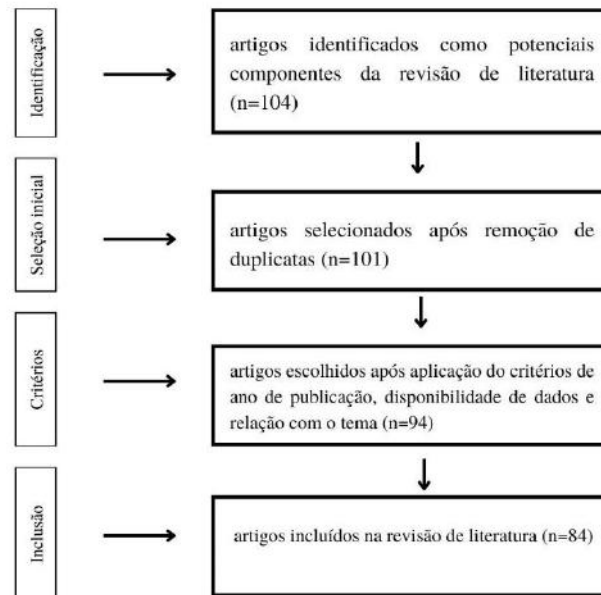 Identificação
artigos identificados como potenciais
componentes da revisão de literatura
(n=104)
Seleção inicial
artigos selecionados após remoção de
duplicatas (n=101)
Critérios
artigos escolhidos após aplicação do critérios de
ano de publicação, disponibilidade de dados e
relação com o tema (n=94)
Inclusão
artigos incluídos na revisão de literatura (n=84)